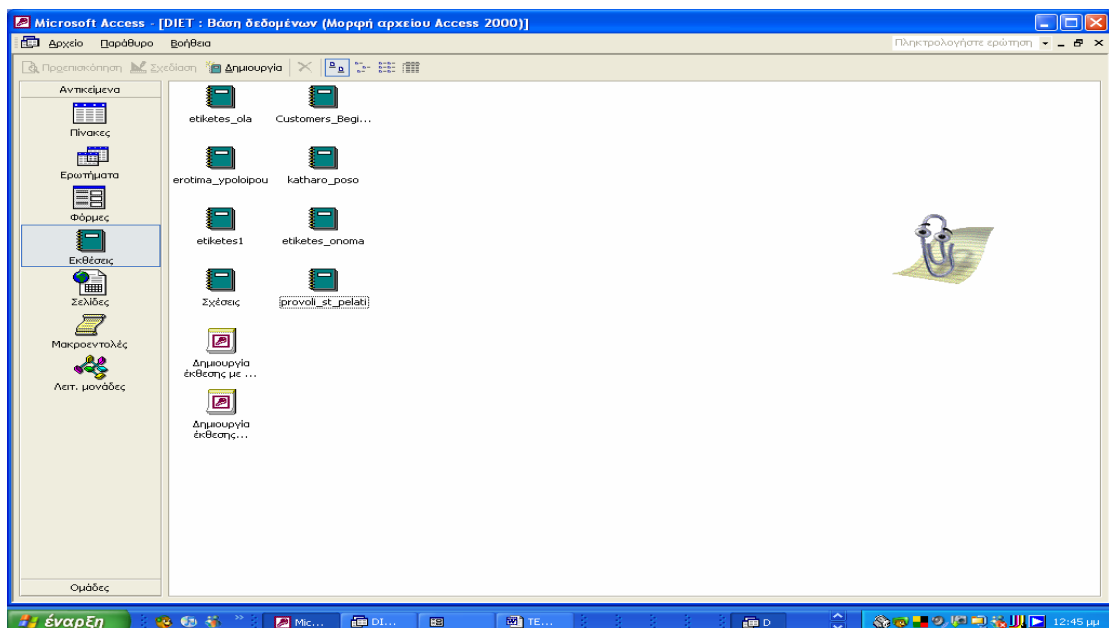 Microsoft Access - [DIET : Βάση δεδομένων (Μορφή αρχείου Access 2000)]
Αρχείο Παράθυρο Βοήθεια Πληκτρολογήστε ερώτηση
Προεπισκόπηση Σχεδίαση Δημιουργία
Αντικείμενα
Πίνακες
Ερωτήματα
Φόρμες
Εκθέσεις
Σελίδες
Μακροεντολές
Λειτ. μονάδες
Ομάδες
etiketes_ola Customers_Begi...
erotima_ypoloipou katharo_poso
etiketes1 etiketes_onoma
Σχέσεις provoli_st_pelati
Δημιουργία
έκθεσης με ...
Δημιουργία
έκθεσης...
έναρξη Mic... DI... TE... D 12:45 μμ